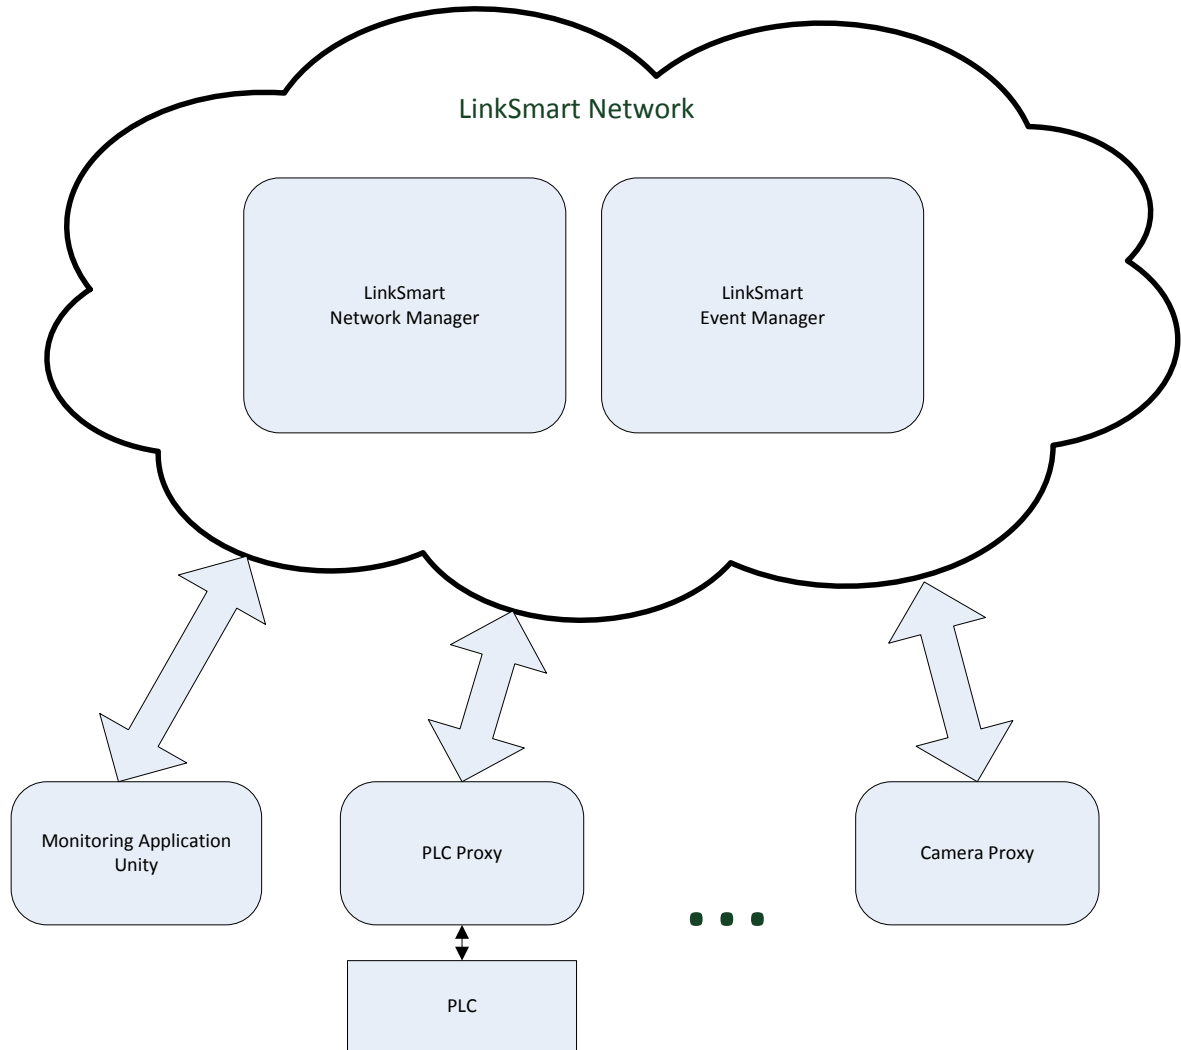 LinkSmart Network
LinkSmart
Network Manager
LinkSmart
Event Manager
Monitoring Application
Unity
PLC Proxy
Camera Proxy
...
PLC